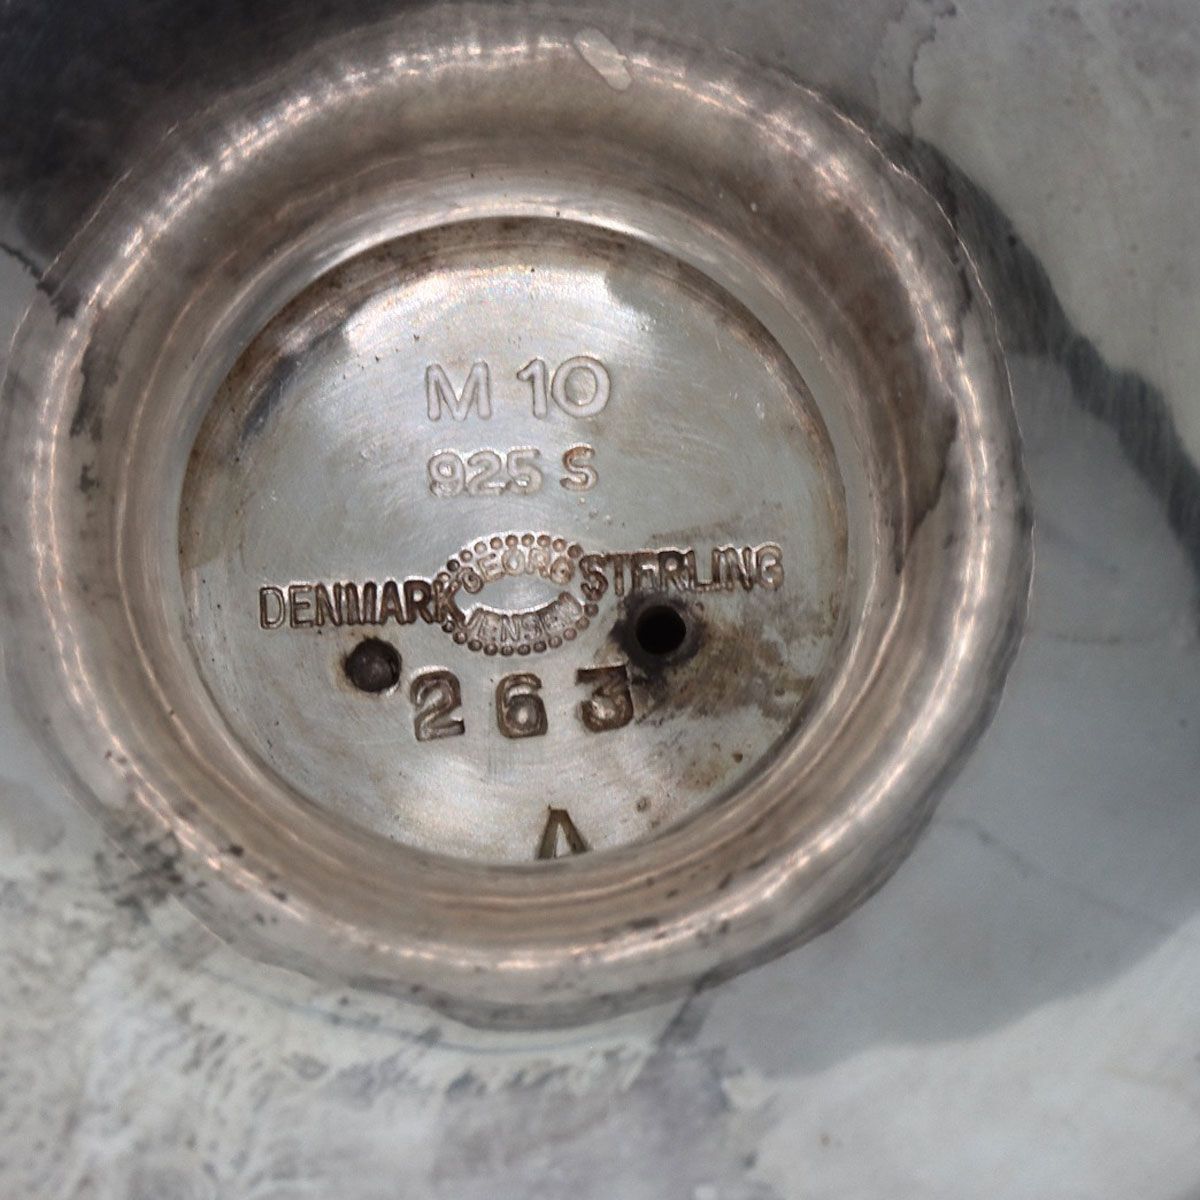 M 10
925 S
DENMARK GEORG JENSEN STERLING
263
A